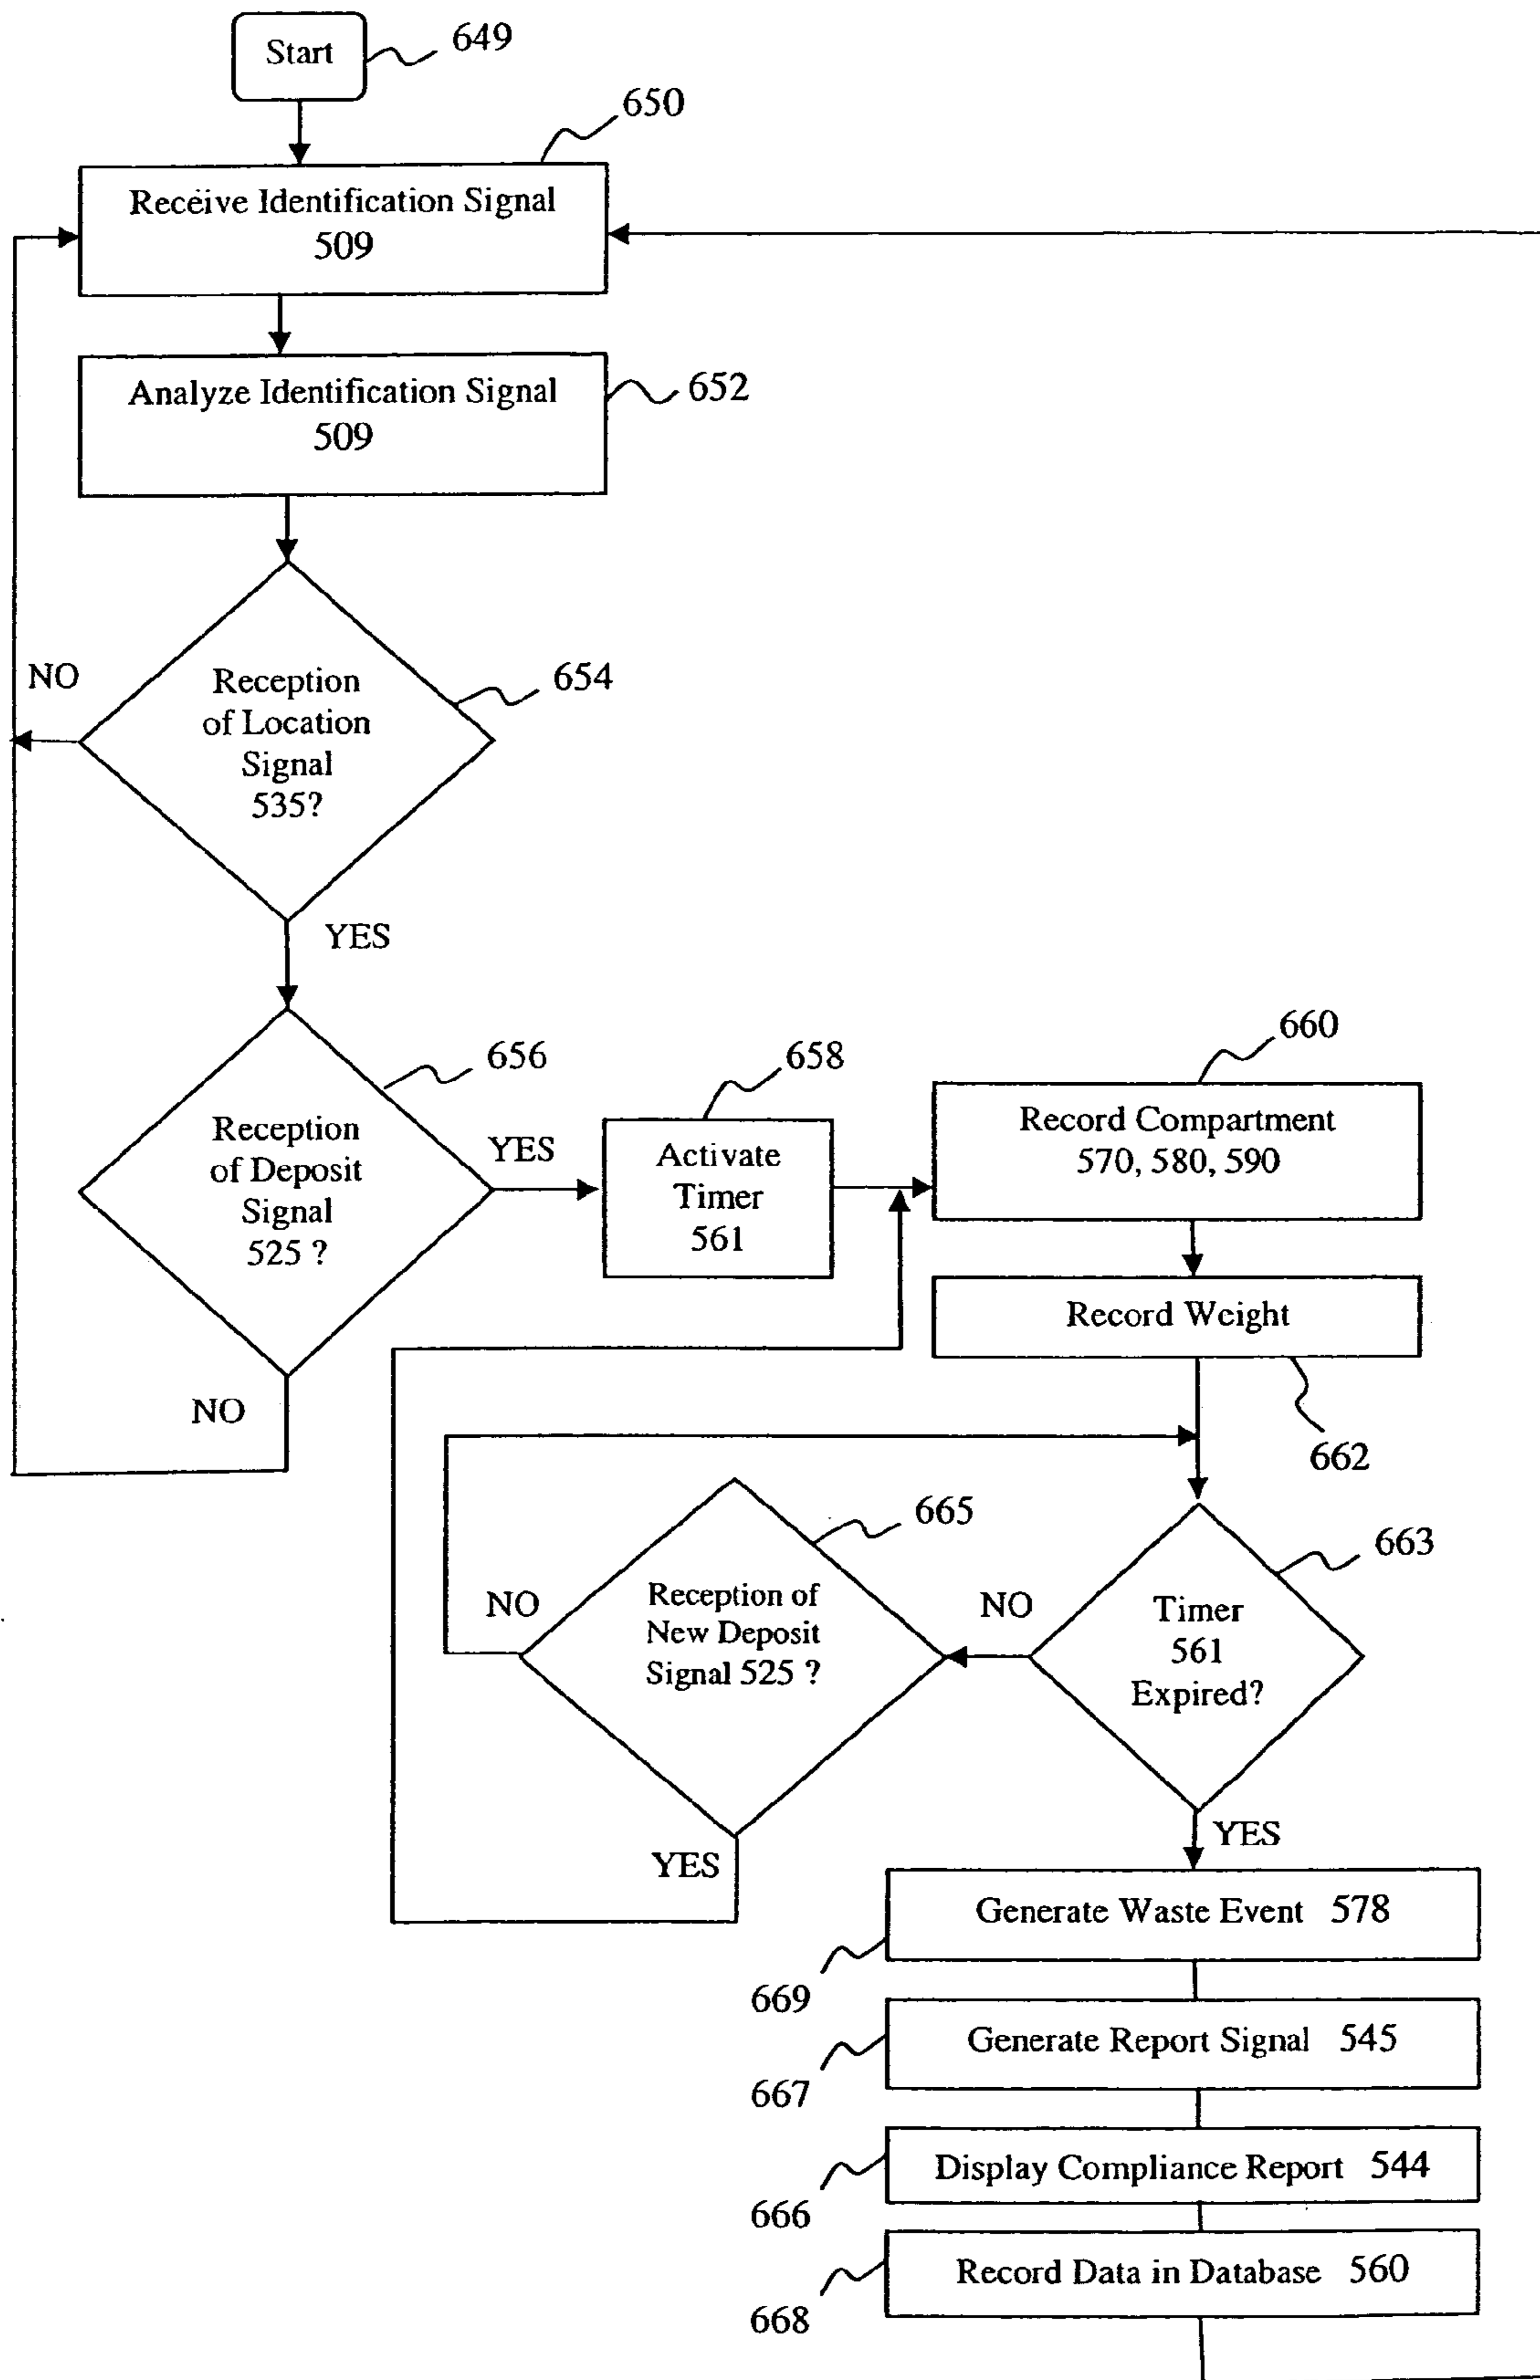 Start
649
650
Receive Identification Signal
509
Analyze Identification Signal
509
652
NO
Reception
of Location
Signal
535?
654
YES
656
Reception
of Deposit
Signal
525 ?
YES
NO
658
Activate
Timer
561
660
Record Compartment
570, 580, 590
Record Weight
662
665
Reception of
New Deposit
Signal 525 ?
NO
YES
663
NO
Timer
561
Expired?
YES
Generate Waste Event 578
669
Generate Report Signal 545
667
Display Compliance Report 544
666
Record Data in Database 560
668